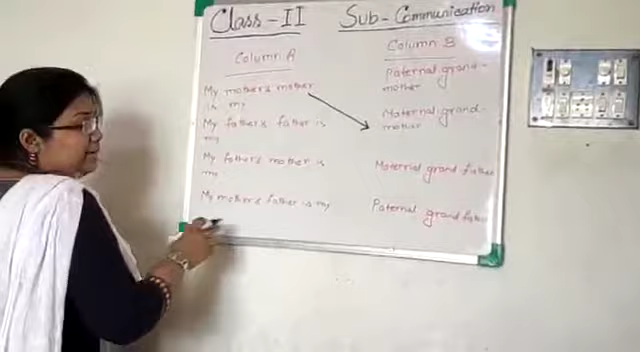 Class - II Sub - Communication
Column A
My mother's mother
is my
My father's father is
my
My father's mother is
my
My mother's father is my
Column B
Paternal grand-
mother
Maternal grand-
mother
Maternal grand father
Paternal grand father